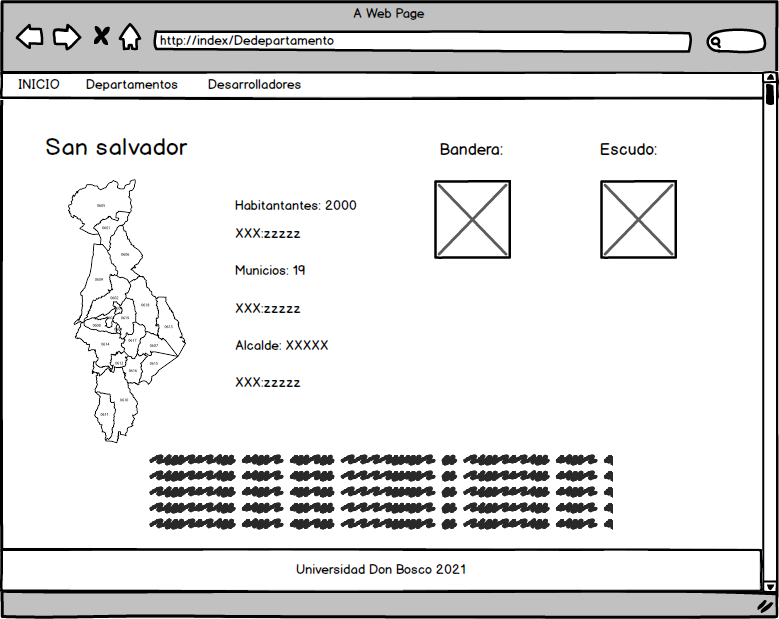 A Web Page
http://index/Dedepartamento
INICIO Departamentos Desarrolladores
San salvador
Bandera:
Escudo:
Habitantantes: 2000
XXX:zzzzz
Municios: 19
XXX:zzzzz
Alcalde: XXXXX
XXX:zzzzz
Universidad Don Bosco 2021